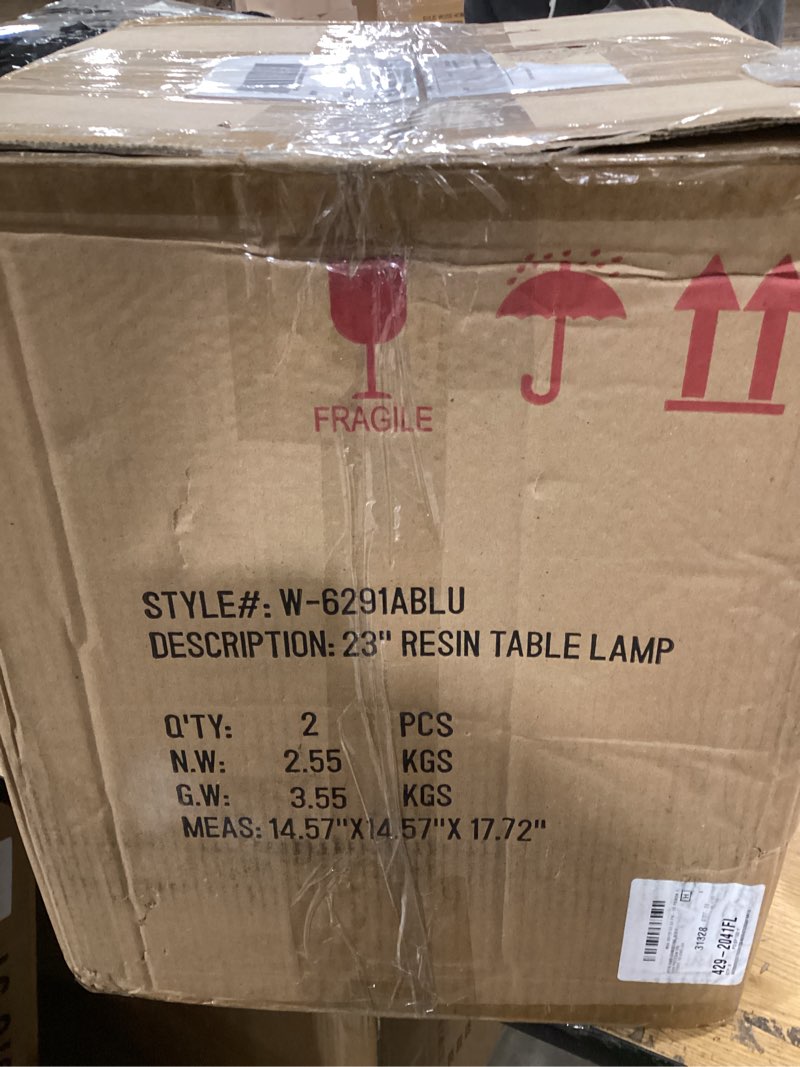 FRAGILE
STYLE#: W-6291ABLU
DESCRIPTION: 23" RESIN TABLE LAMP
Q'TY: 2 PCS
N.W: 2.55 KGS
G.W: 3.55 KGS
MEAS: 14.57"X14.57"X 17.72"
31828
429-2041FL